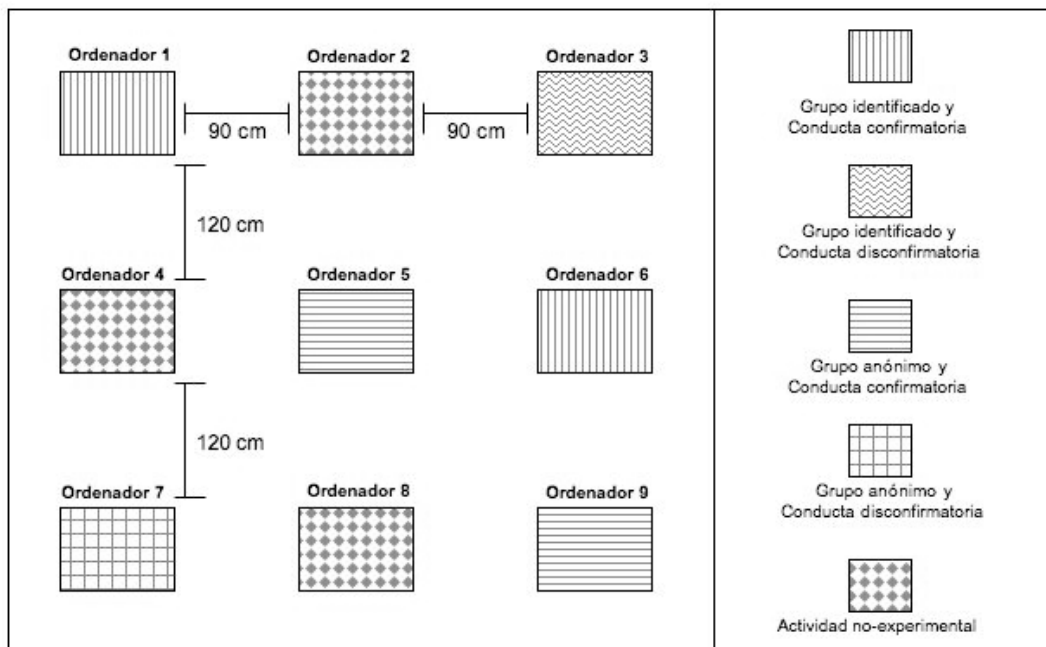 Ordenador 1
Ordenador 2
Ordenador 3
90 cm
90 cm
120 cm
Ordenador 4
Ordenador 5
Ordenador 6
120 cm
Ordenador 7
Ordenador 8
Ordenador 9
Grupo identificado y
Conducta confirmatoria
Grupo identificado y
Conducta disconfirmatoria
Grupo anónimo y
Conducta confirmatoria
Grupo anónimo y
Conducta disconfirmatoria
Actividad no-experimental